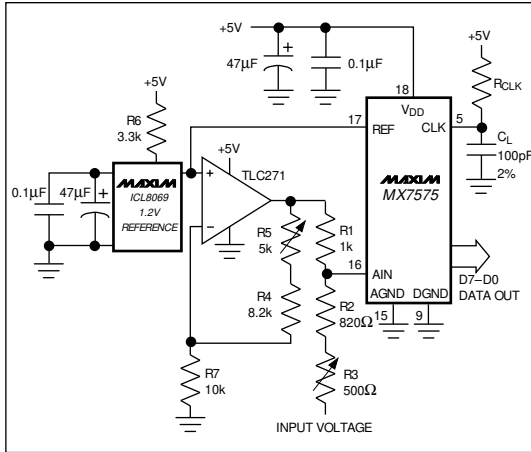 +5V
+5V
+
47µF
0.1µF
+5V
RCLK
18
VDD
R6
3.3k
17
REF
CLK
5
CL
100pF
2%
+5V
TLC271
+
−
0.1µF
47µF
+
MAXIM
ICL8069
1.2V
REFERENCE
MAXIM
MX7575
R5
5k
R1
1k
16
AIN
D7–D0
DATA OUT
R4
8.2k
R2
820Ω
AGND
DGND
15
9
R7
10k
R3
500Ω
INPUT VOLTAGE